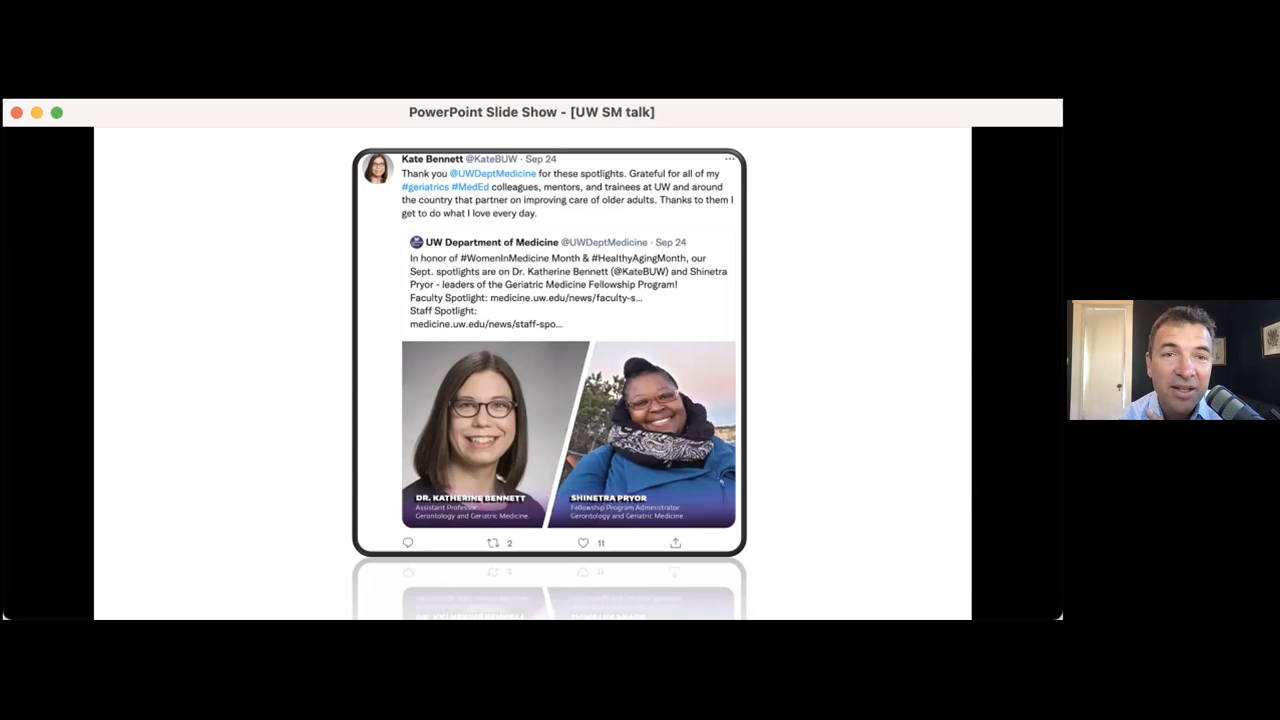 PowerPoint Slide Show - [UW SM talk]
Kate Bennett @KateBUW · Sep 24
Thank you @UWDeptMedicine for these spotlights. Grateful for all of my
#geriatrics #MedEd colleagues, mentors, and trainees at UW and around
the country that partner on improving care of older adults. Thanks to them I
get to do what I love every day.
UW Department of Medicine @UWDeptMedicine · Sep 24
In honor of #WomenInMedicine Month & #HealthyAgingMonth, our
Sept. spotlights are on Dr. Katherine Bennett (@KateBUW) and Shinetra
Pryor - leaders of the Geriatric Medicine Fellowship Program!
Faculty Spotlight: medicine.uw.edu/news/faculty-s...
Staff Spotlight:
medicine.uw.edu/news/staff-spo...
DR. KATHERINE BENNETT
Assistant Professor
Gerontology and Geriatric Medicine
SHINETRA PRYOR
Fellowship Program Administrator
Gerontology and Geriatric Medicine
2
11